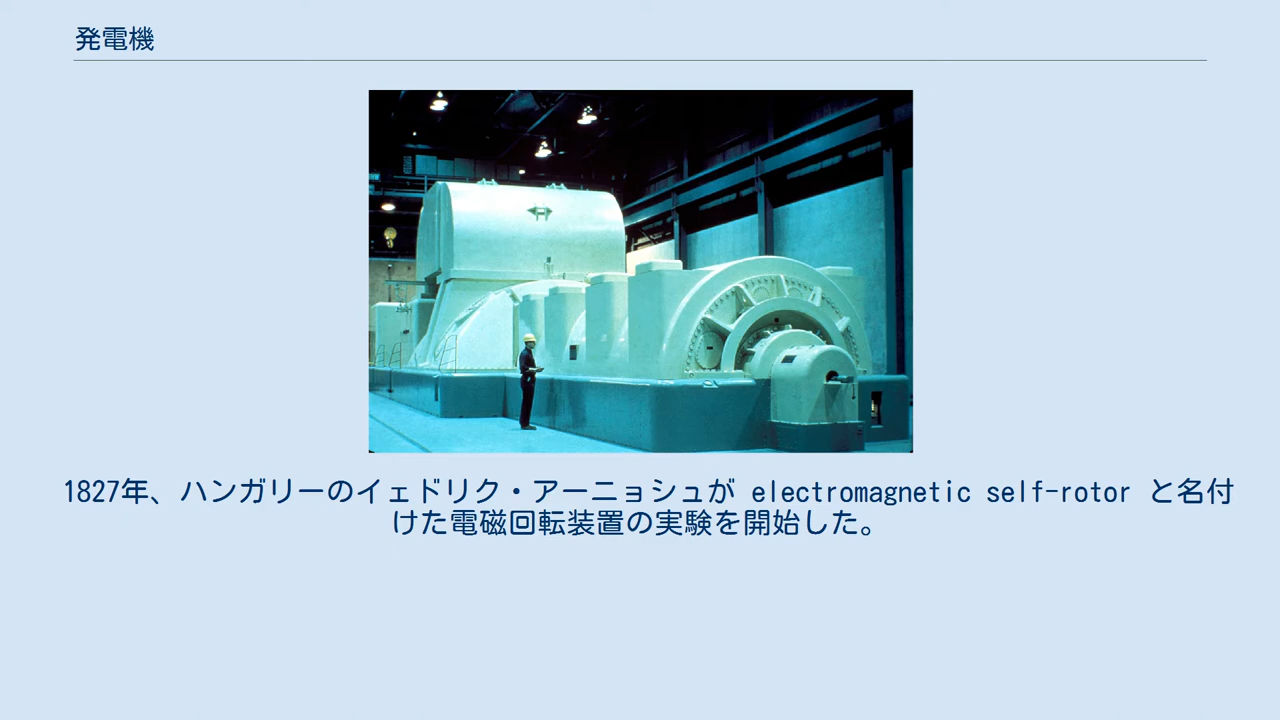 発電機
1827年、ハンガリーのイェドリク・アーニョシュが electromagnetic self-rotor と名付
けた電磁回転装置の実験を開始した。